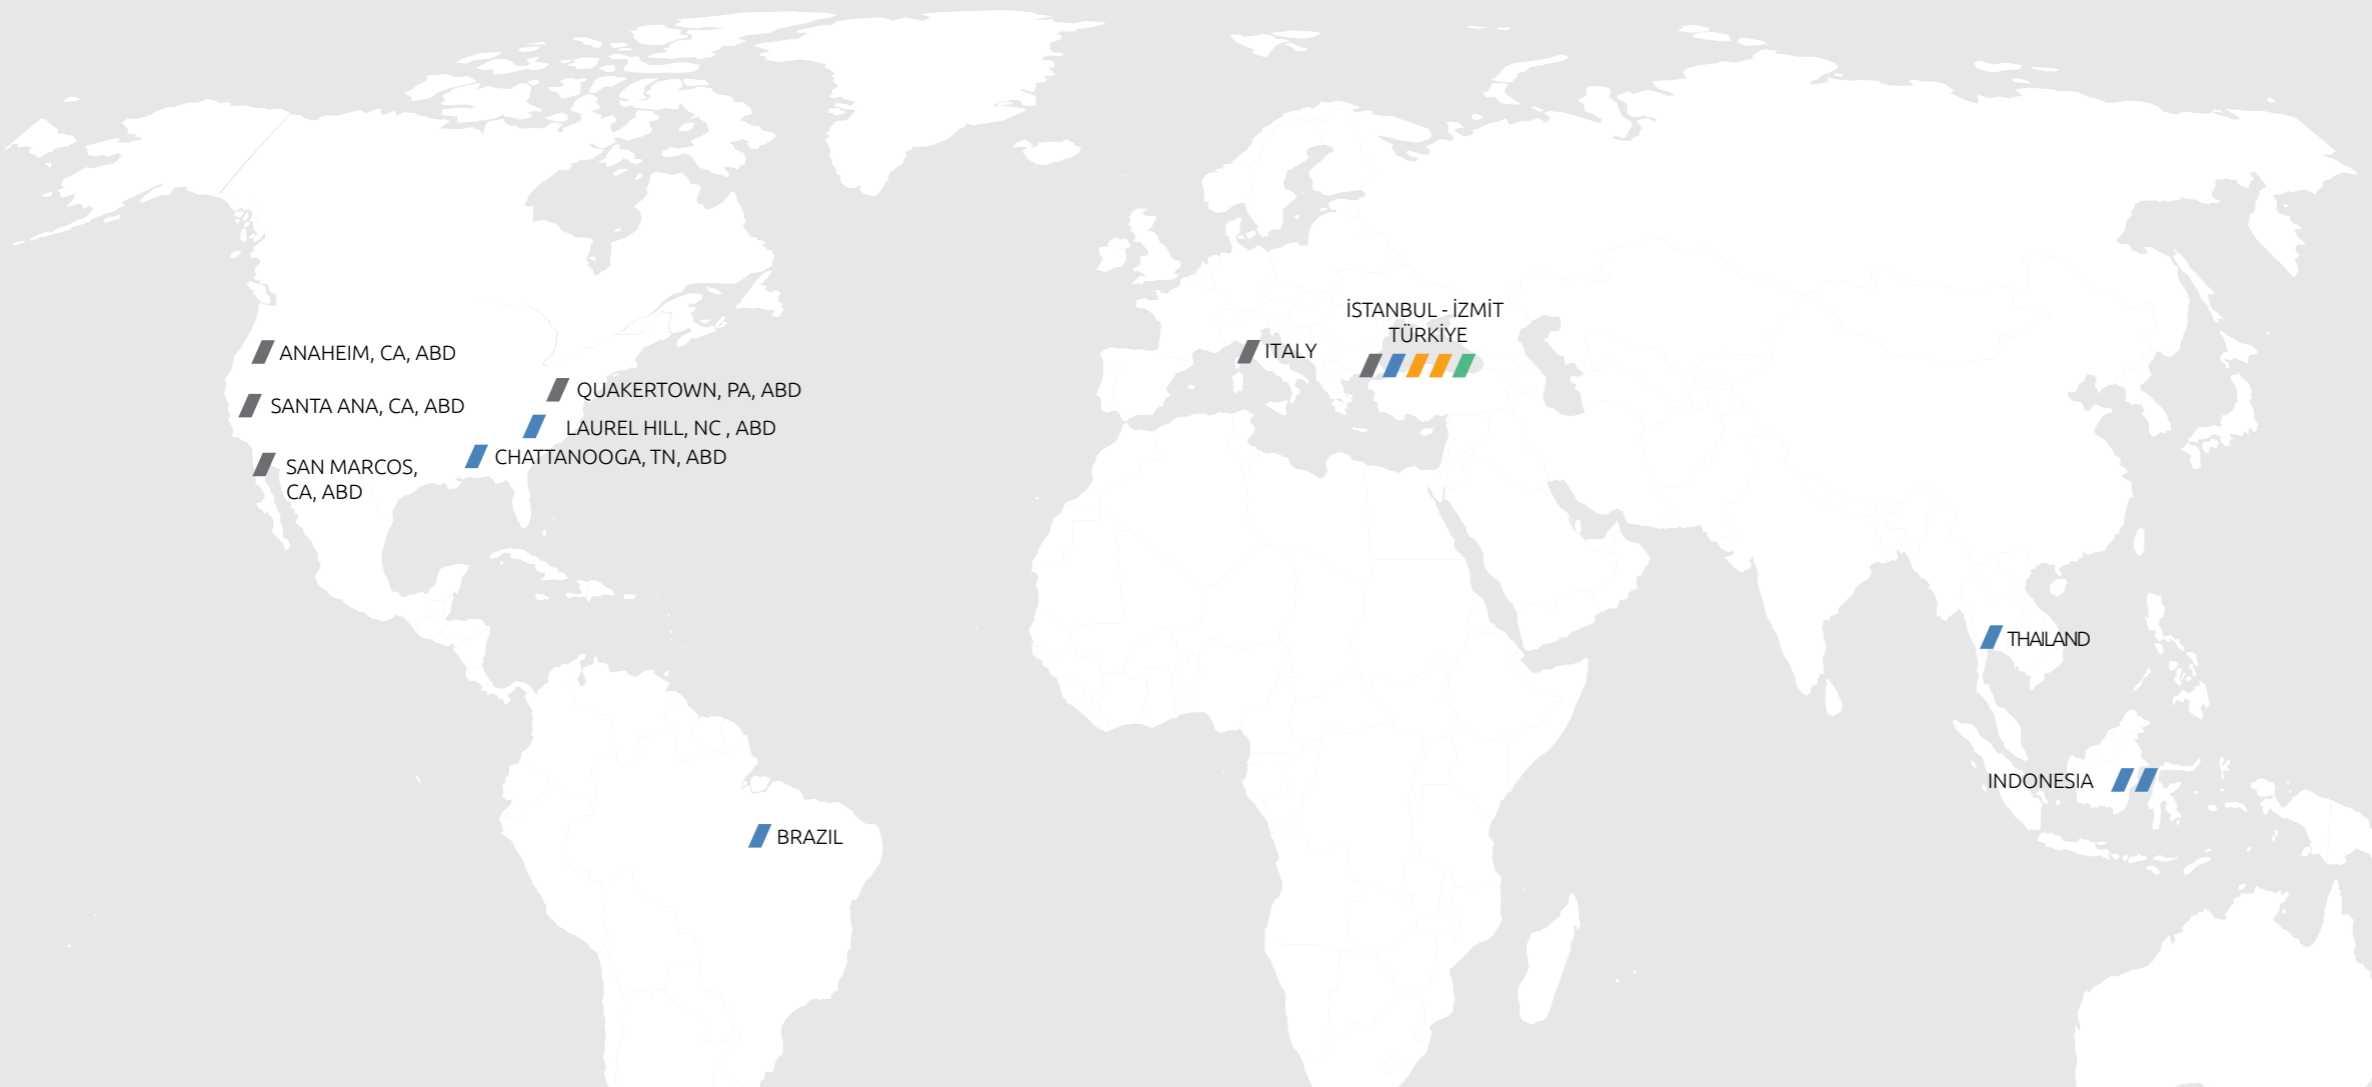 İSTANBUL - İZMİT
TÜRKİYE
ANAHEIM, CA, ABD
ITALY
QUAKERTOWN, PA, ABD
SANTA ANA, CA, ABD
LAUREL HILL, NC , ABD
CHATTANOOGA, TN, ABD
SAN MARCOS,
CA, ABD
THAILAND
INDONESIA
BRAZIL